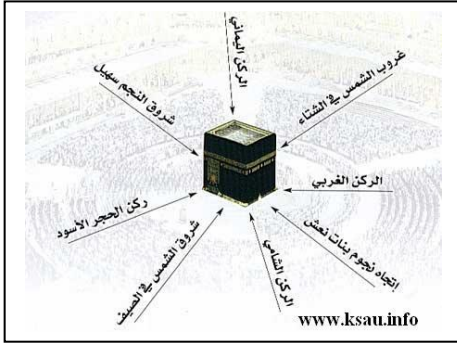 الركن اليماني
غروب الشمس في الشتاء
شروق النجم سهيل
الركن الغربي
ركن الحجر الأسود
اتجاه نجوم بنات نعش
شروق الشمس في الصيف
الركن الشامي
www.ksau.info